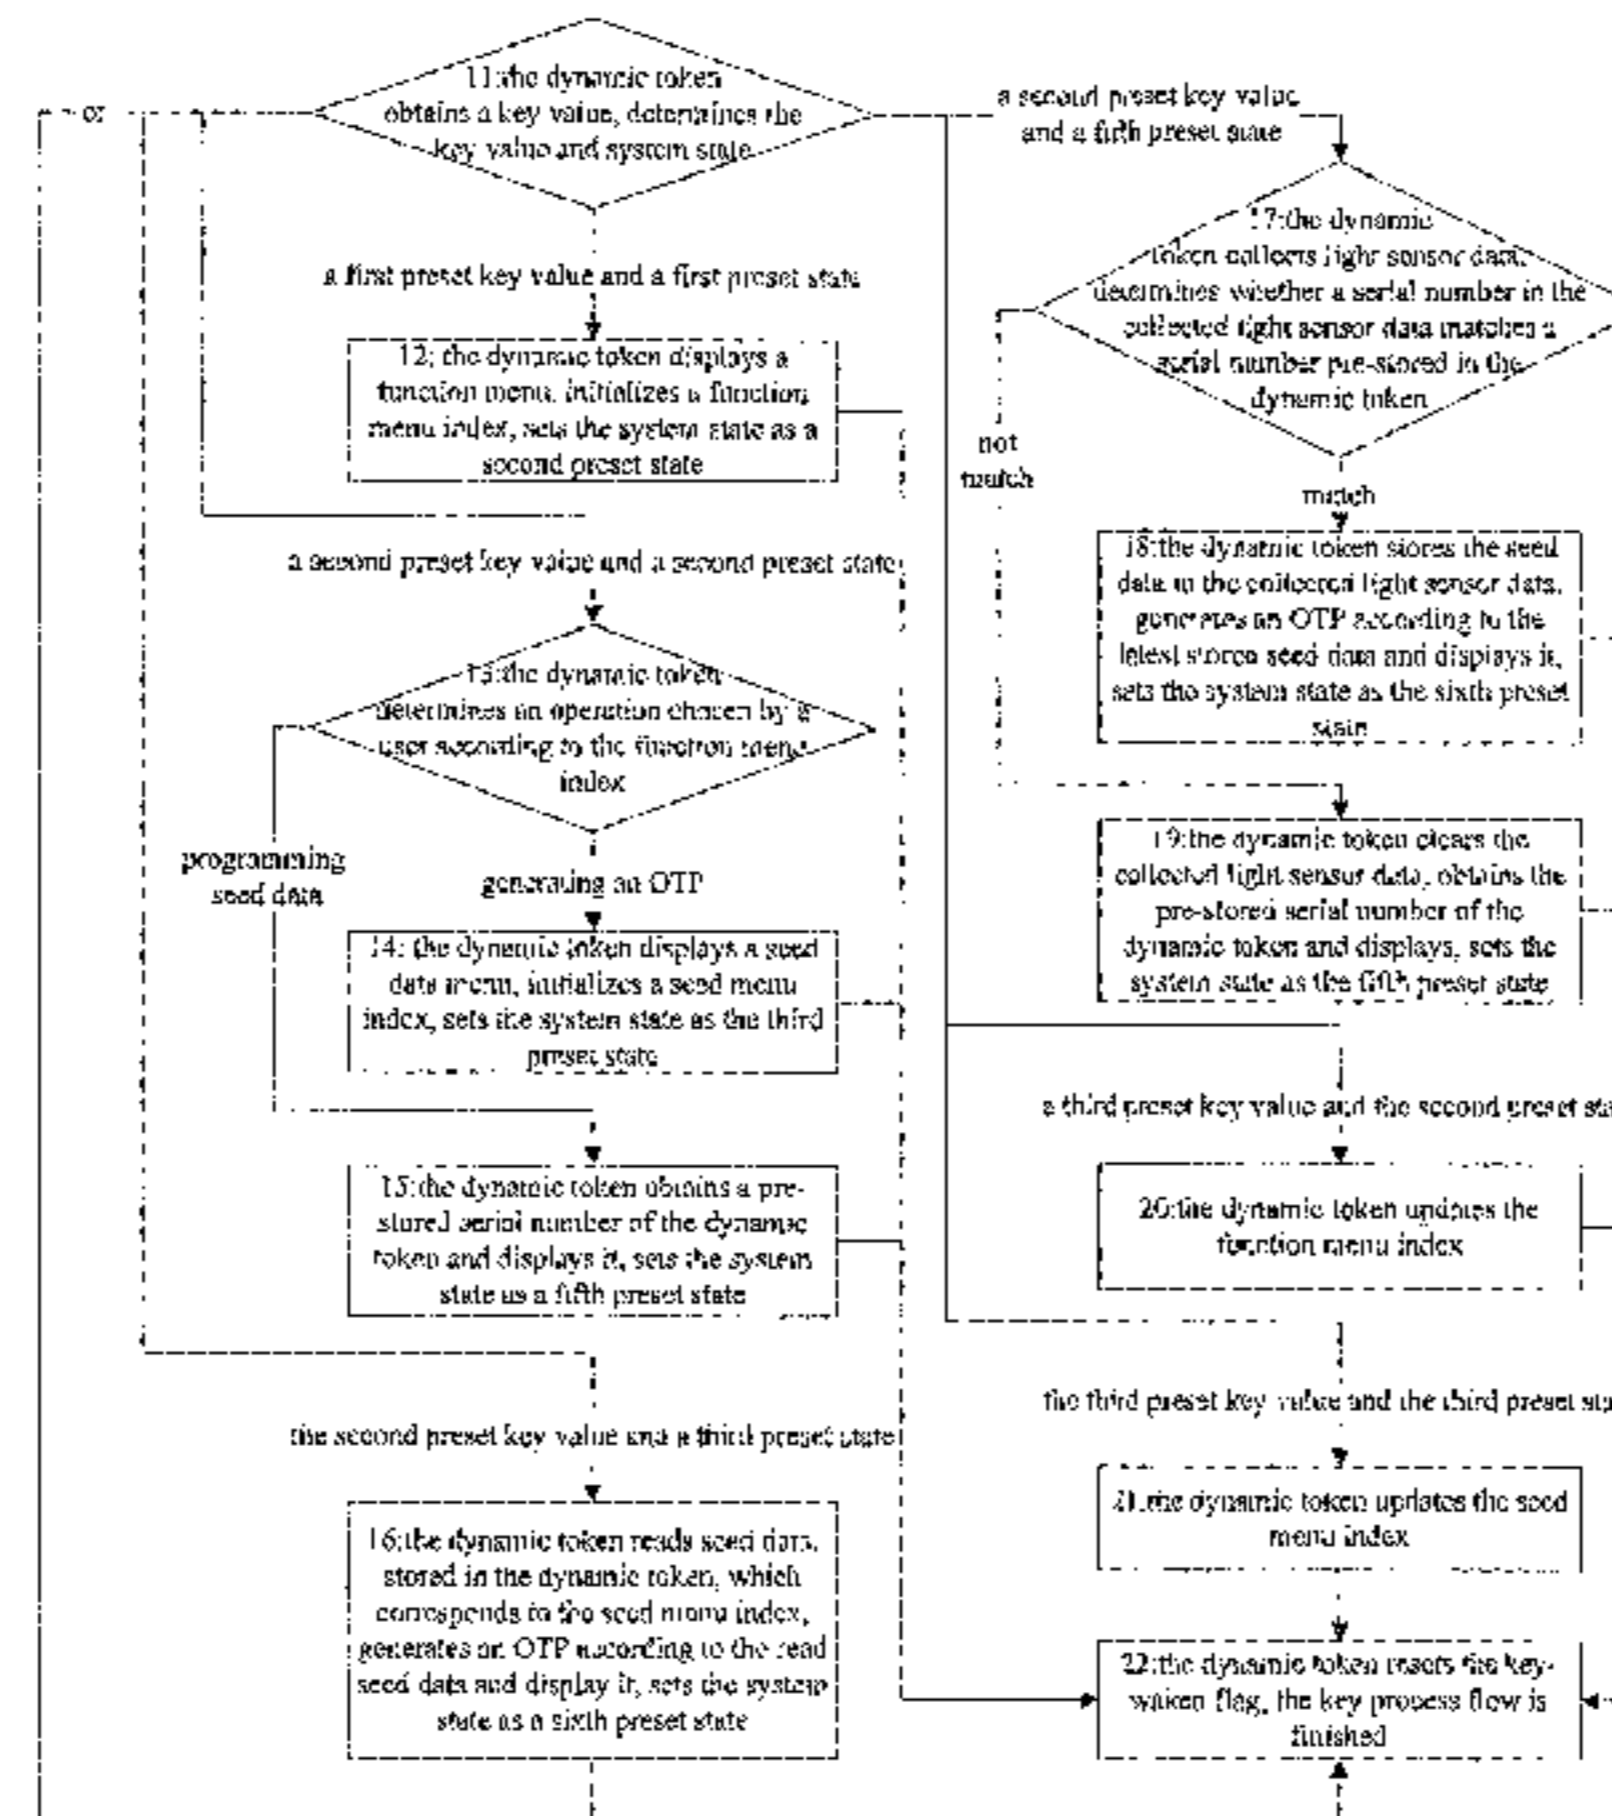 or
11:the dynamic token
obtains a key value, determines the
key value and system state
a first preset key value and a first preset state
12: the dynamic token displays a
function menu, initializes a function
menu index, sets the system state as a
second preset state
a second preset key value and a second preset state
13:the dynamic token
determines an operation chosen by a
user according to the function menu
index
programming
seed data
generating an OTP
14: the dynamic token displays a seed
data menu, initializes a seed menu
index, sets the system state as the third
preset state
15:the dynamic token obtains a pre-
stored serial number of the dynamic
token and displays it, sets the system
state as a fifth preset state
the second preset key value and a third preset state
16:the dynamic token reads seed data
stored in the dynamic token, which
corresponds to the seed menu index,
generates an OTP according to the read
seed data and display it, sets the system
state as a sixth preset state
a second preset key value
and a fifth preset state
17:the dynamic
token collects light sensor data,
determines whether a serial number in the
collected light sensor data matches a
serial number pre-stored in the
dynamic token
not
match
match
18:the dynamic token stores the seed
data in the collected light sensor data,
generates an OTP according to the
latest stored seed data and displays it,
sets the system state as the sixth preset
state
19:the dynamic token clears the
collected light sensor data, obtains the
pre-stored serial number of the
dynamic token and displays, sets the
system state as the fifth preset state
a third preset key value and the second preset
20:the dynamic token updates the
function menu index
the third preset key value and the third preset
21:the dynamic token updates the seed
menu index
22:the dynamic token resets the key-
waken flag, the key process flow is
finished